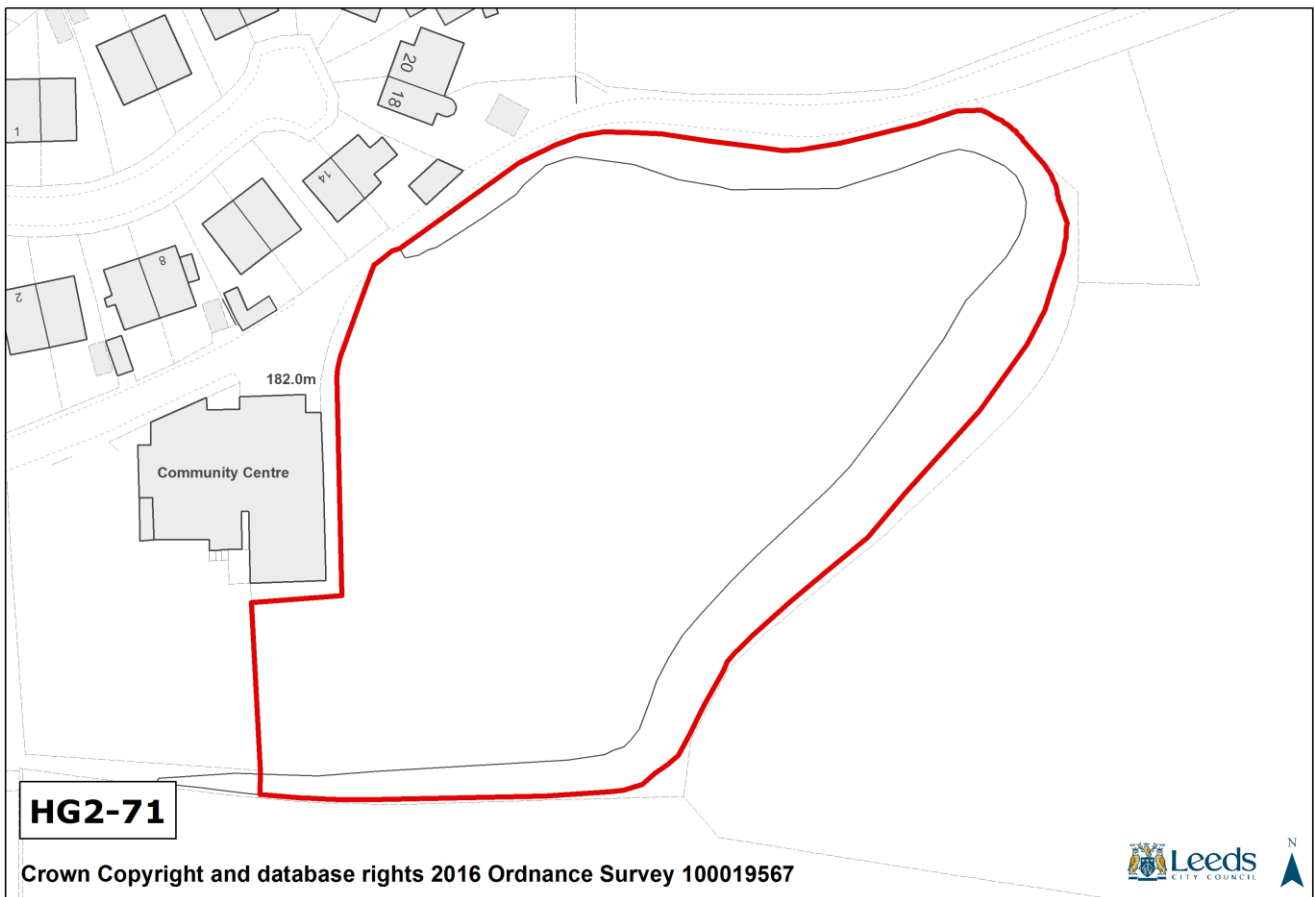 20
18
1
14
8
2
182.0m
Community Centre
HG2-71
Crown Copyright and database rights 2016 Ordnance Survey 100019567
Leeds
CITY COUNCIL
N